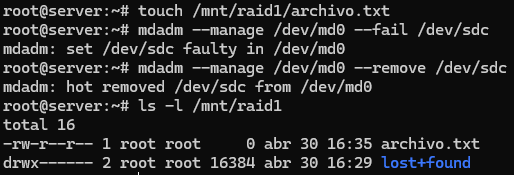 root@server:~# touch /mnt/raid1/archivo.txt
root@server:~# mdadm --manage /dev/md0 --fail /dev/sdc
mdadm: set /dev/sdc faulty in /dev/md0
root@server:~# mdadm --manage /dev/md0 --remove /dev/sdc
mdadm: hot removed /dev/sdc from /dev/md0
root@server:~# ls -l /mnt/raid1
total 16
-rw-r--r-- 1 root root     0 abr 30 16:35 archivo.txt
drwx------ 2 root root 16384 abr 30 16:29 lost+found